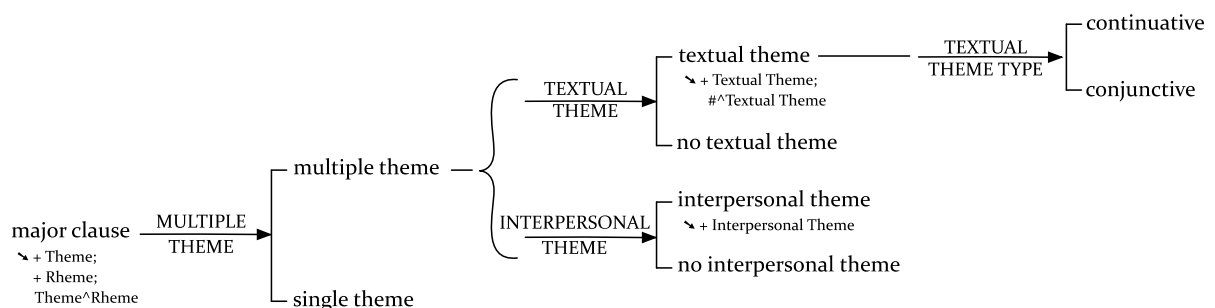 continuative
TEXTUAL
THEME TYPE
textual theme
➘ + Textual Theme;
#^Textual Theme
TEXTUAL
THEME
conjunctive
no textual theme
multiple theme
interpersonal theme
➘ + Interpersonal Theme
INTERPERSONAL
THEME
major clause
➘ + Theme;
+ Rheme;
Theme^Rheme
MULTIPLE
THEME
no interpersonal theme
single theme